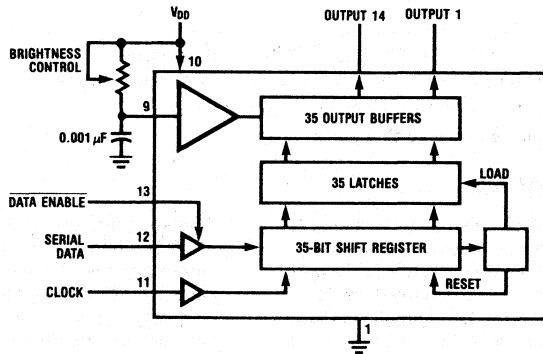 V_DD
OUTPUT 14
OUTPUT 1
BRIGHTNESS
CONTROL
10
9
0.001 µF
35 OUTPUT BUFFERS
35 LATCHES
LOAD
13
DATA ENABLE
12
SERIAL
DATA
35-BIT SHIFT REGISTER
11
CLOCK
RESET
1